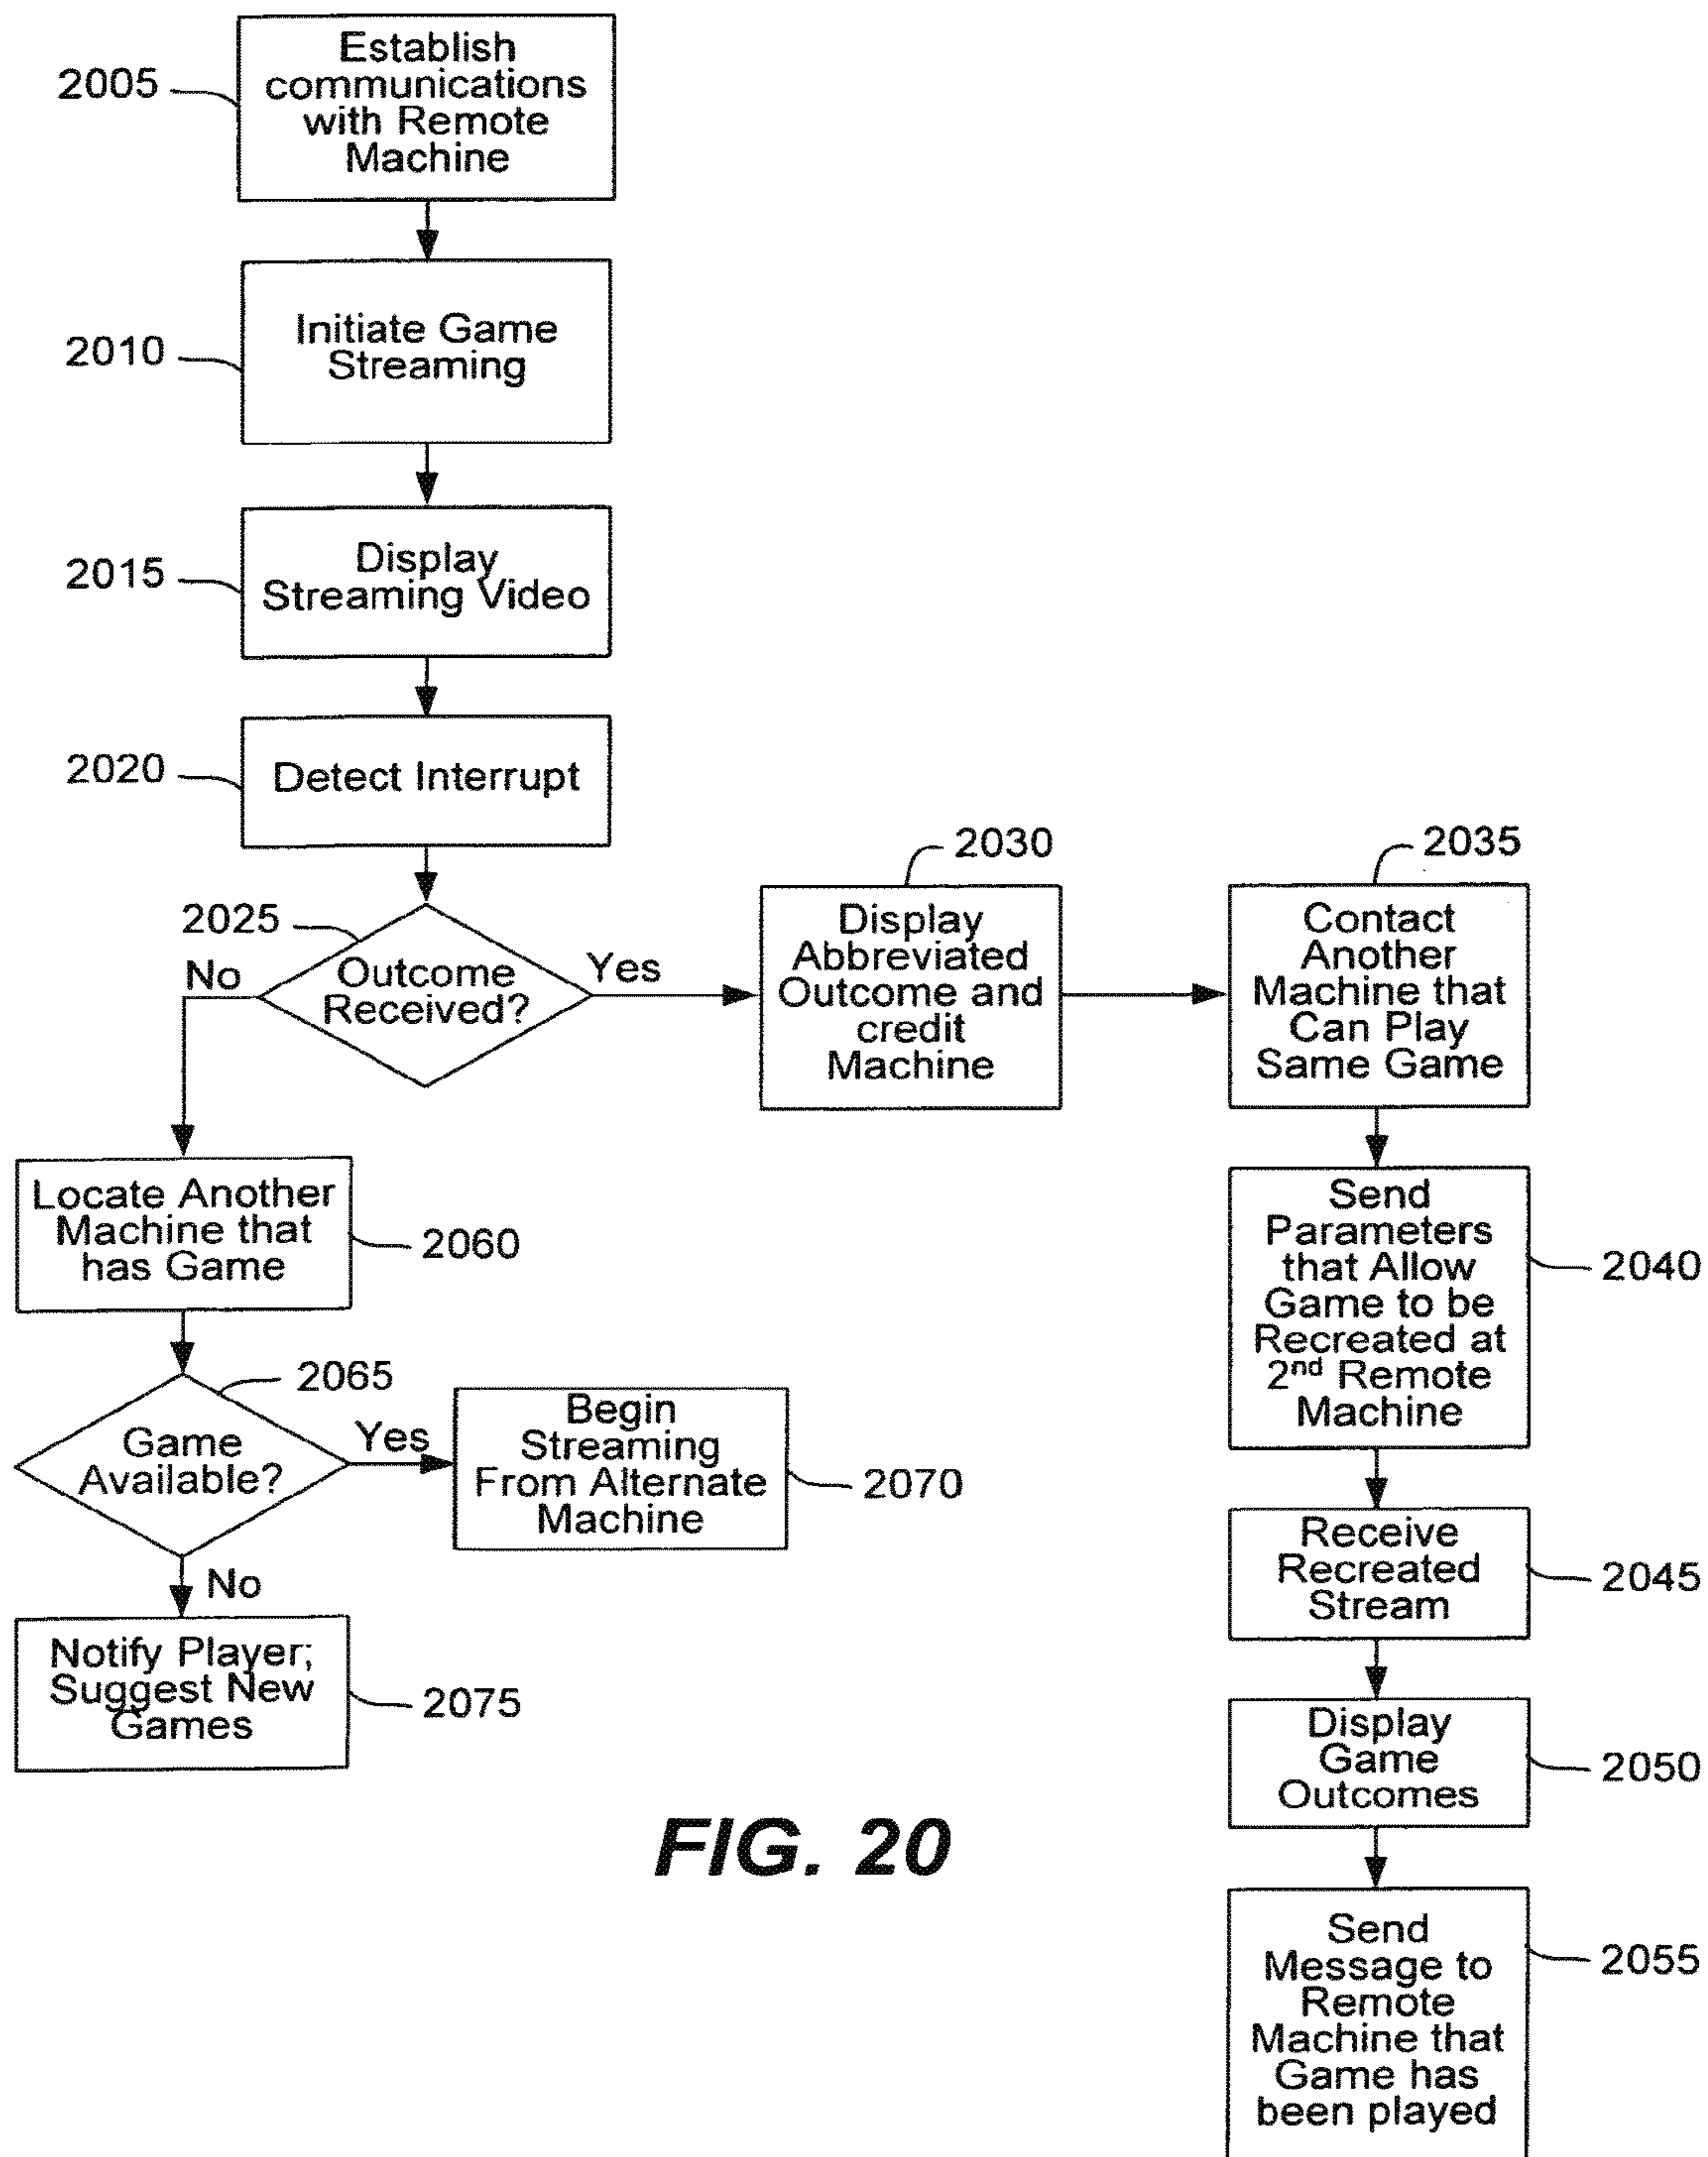 Establish
communications
with Remote
Machine
2005
Initiate Game
Streaming
2010
Display
Streaming Video
2015
Detect Interrupt
2020
2025
Outcome
Received?
No
Yes
2030
Display
Abbreviated
Outcome and
credit
Machine
2035
Contact
Another
Machine that
Can Play
Same Game
Send
Parameters
that Allow
Game to be
Recreated at
2nd Remote
Machine
2040
Receive
Recreated
Stream
2045
Display
Game
Outcomes
2050
Send
Message to
Remote
Machine that
Game has
been played
2055
Locate Another
Machine that
has Game
2060
2065
Game
Available?
Yes
Begin
Streaming
From Alternate
Machine
2070
No
Notify Player;
Suggest New
Games
2075
FIG. 20